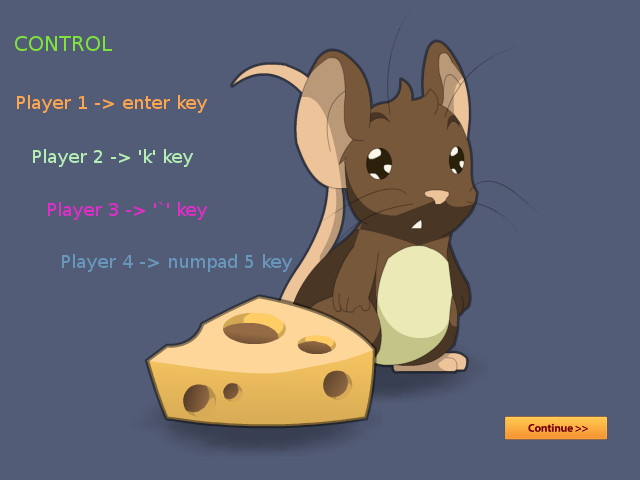 CONTROL
Player 1 -> enter key
Player 2 -> 'k' key
Player 3 -> '`' key
Player 4 -> numpad 5 key
Continue >>